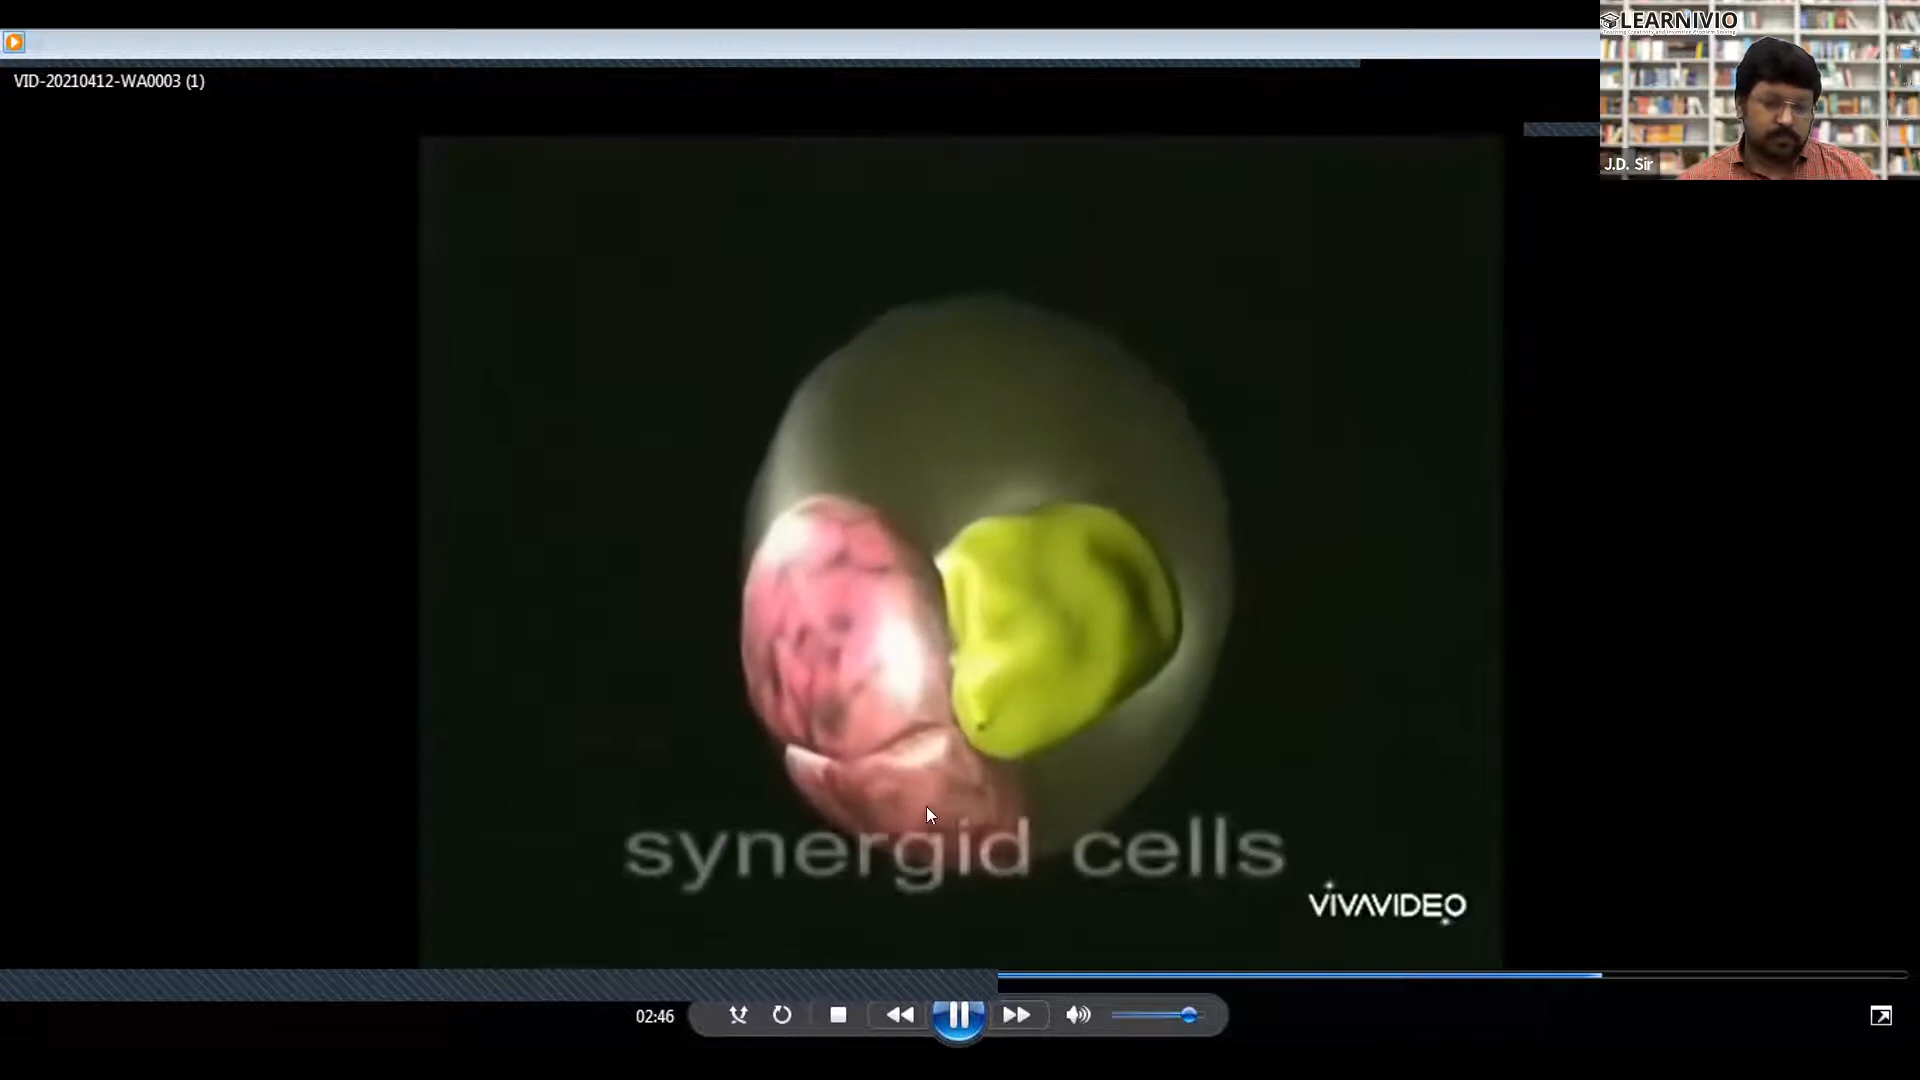 LEARNIVIO
VID-20210412-WA0003 (1)
J.D. Sir
synergid cells
VIVAVIDEO
02:46